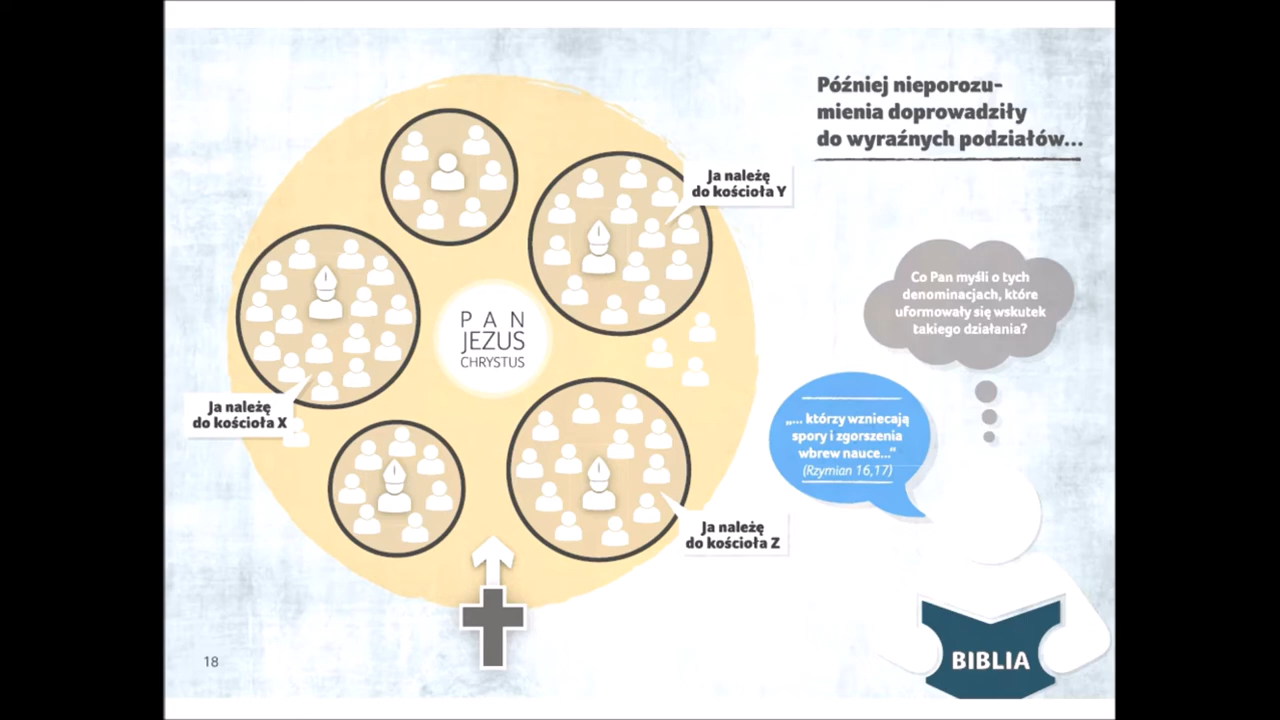 Później nieporozu-
mienia doprowadziły
do wyraźnych podziałów...
Ja należę
do kościoła Y
Co Pan myśli o tych
denominacjach, które
uformowały się wskutek
takiego działania?
PAN
JEZUS
CHRYSTUS
Ja należę
do kościoła X
„... którzy wzniecają
spory i zgorszenia
wbrew nauce...“
(Rzymian 16,17)
Ja należę
do kościoła Z
BIBLIA
18